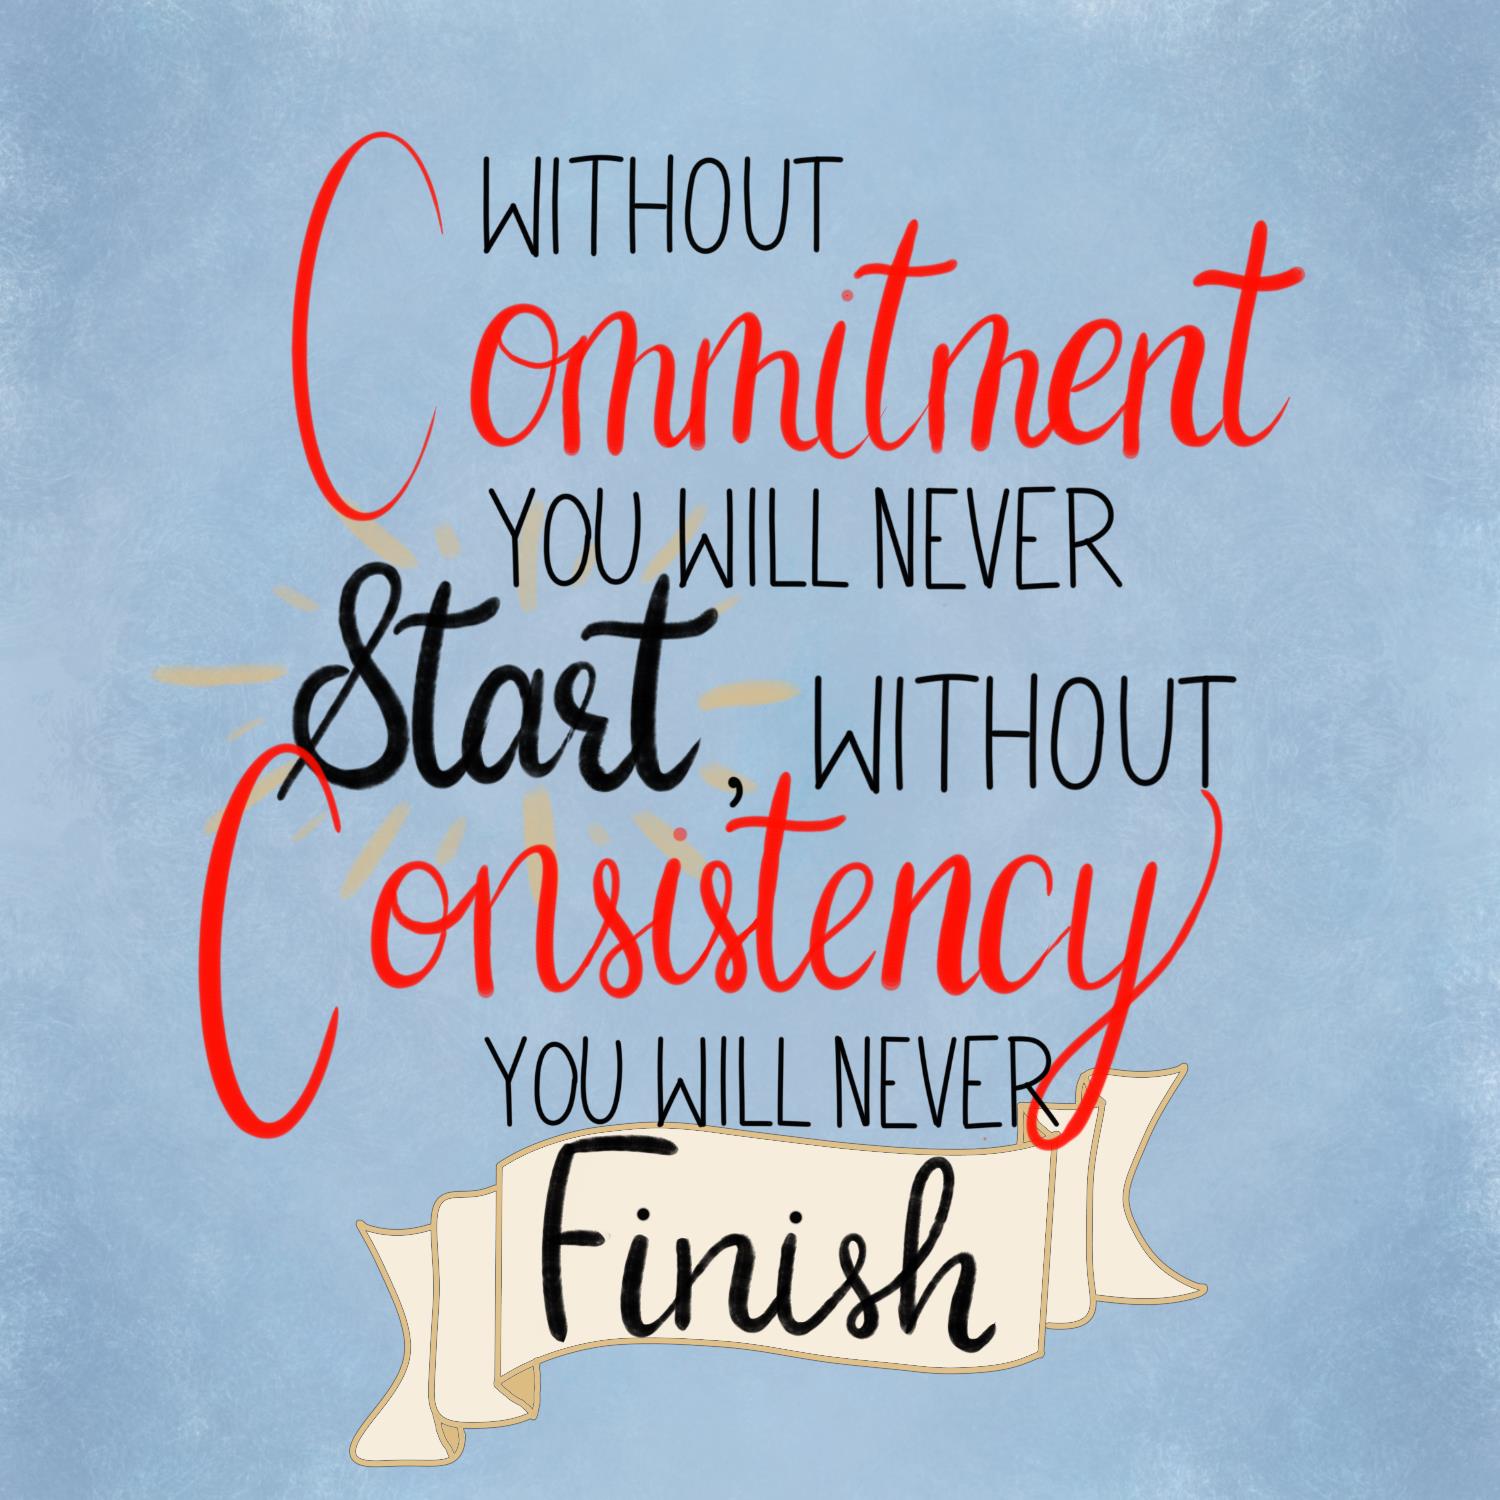 WITHOUT
Commitment
YOU WILL NEVER
Start, WITHOUT
Consistency
YOU WILL NEVER
Finish